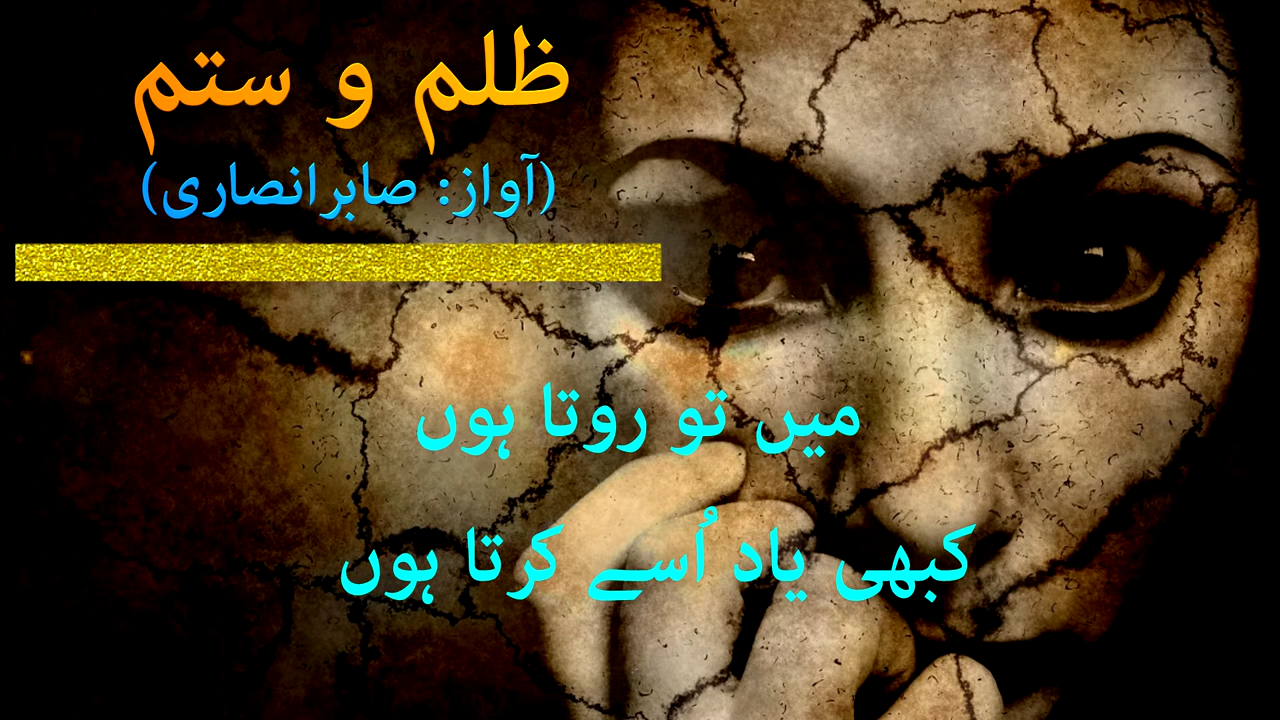 ظلم و ستم
(آواز: صابرانصاری)
میں تو روتا ہوں
کبھی یاد اُسے کرتا ہوں